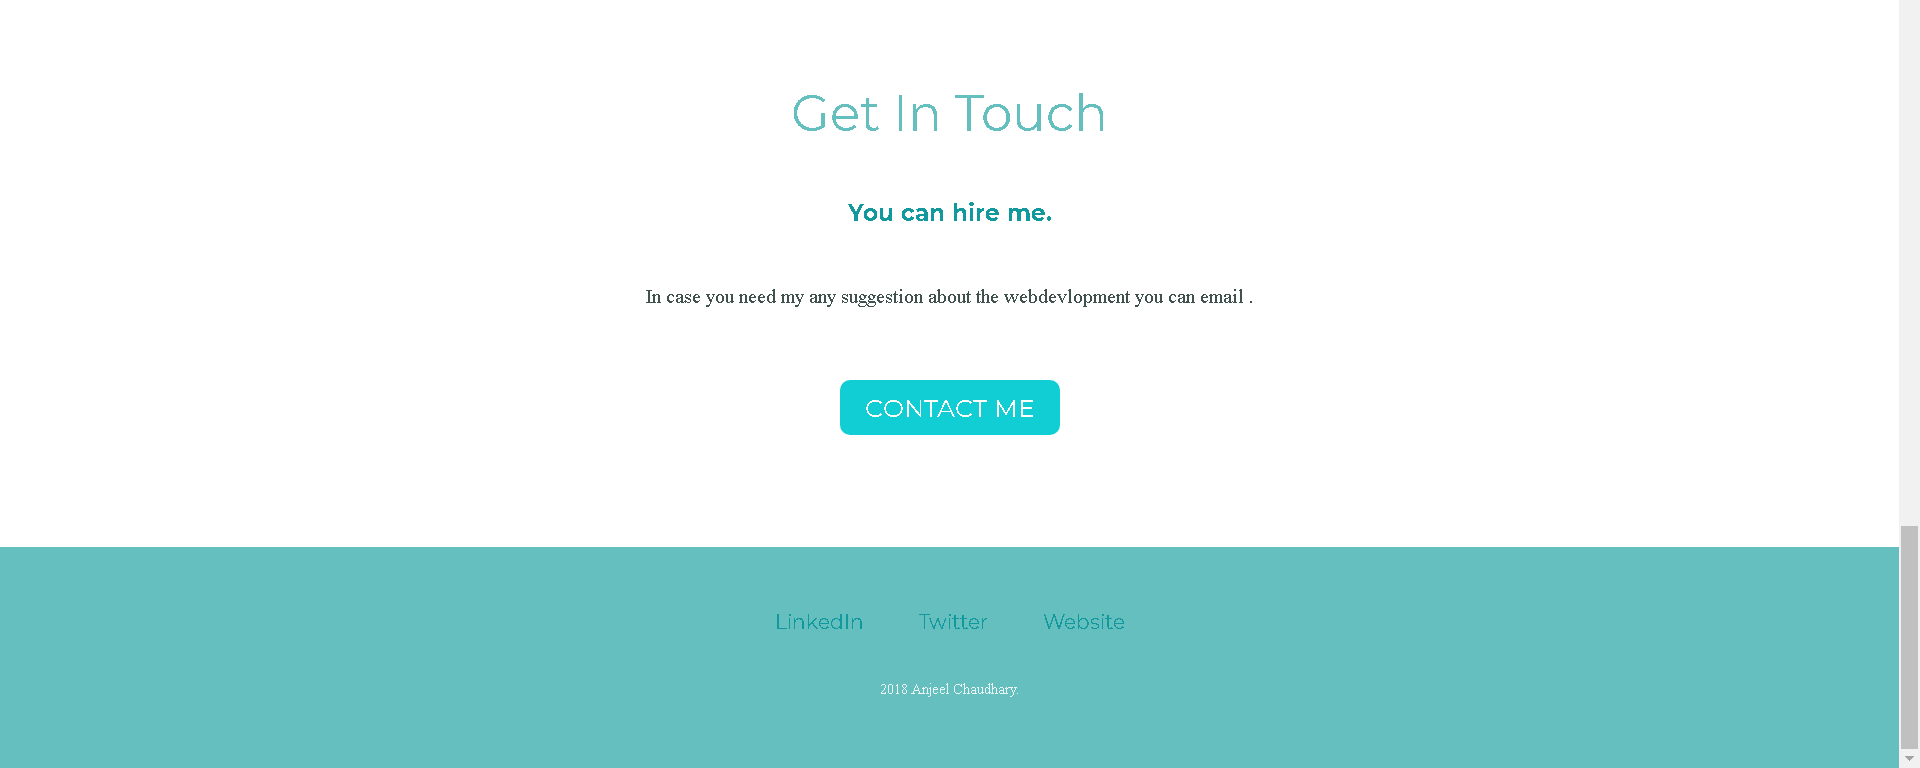 Get In Touch
You can hire me.
In case you need my any suggestion about the webdevlopment you can email .
CONTACT ME
LinkedIn Twitter Website
2018 Anjeel Chaudhary.